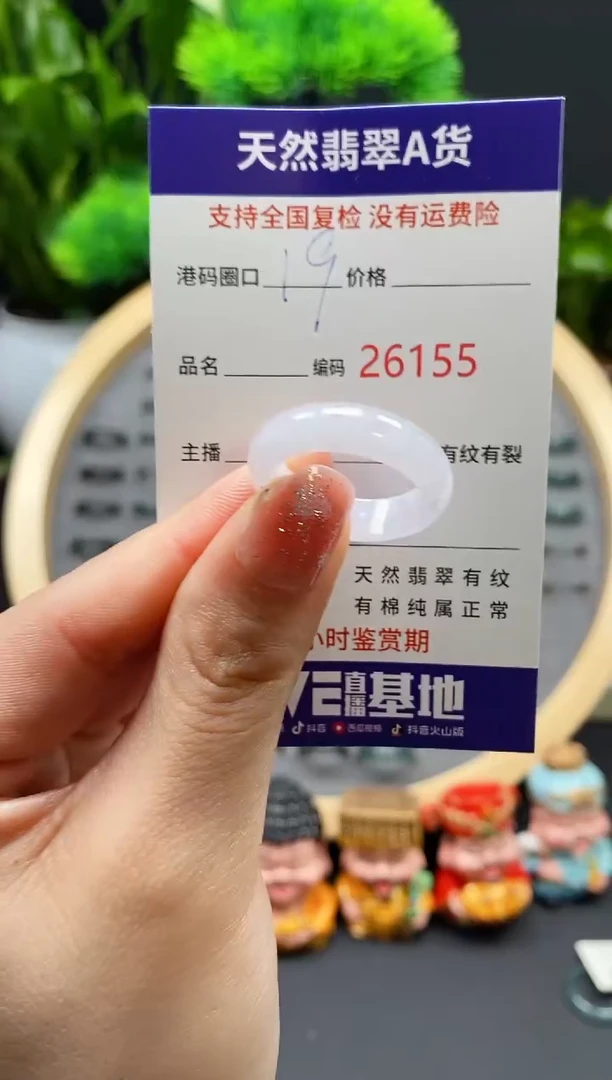 天然翡翠A货
支持全国复检 没有运费险
港码圈口 19 价格
品名 编码 26155
主播 有纹有裂
天然翡翠有纹
有棉纯属正常
小时鉴赏期
VE直播基地
抖音 西瓜视频 抖音火山版